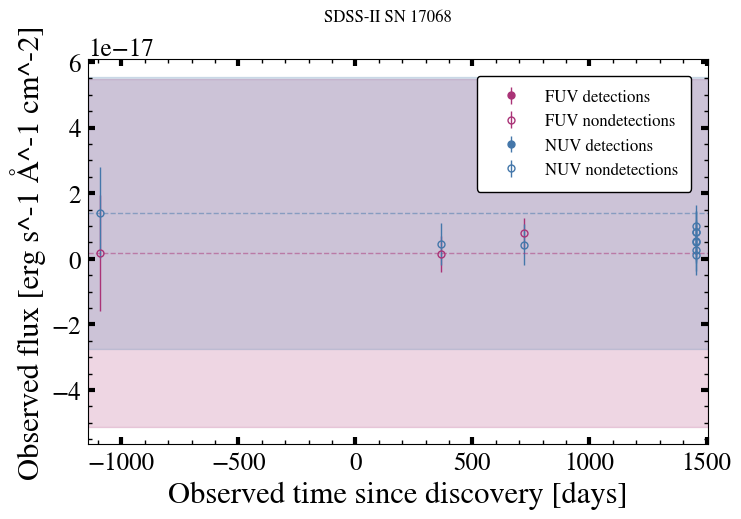 SDSS-II SN 17068
1e−17
6
4
2
0
−2
−4
Observed flux [erg s^-1 Å^-1 cm^-2]
FUV detections
FUV nondetections
NUV detections
NUV nondetections
−1000
−500
0
500
1000
1500
Observed time since discovery [days]